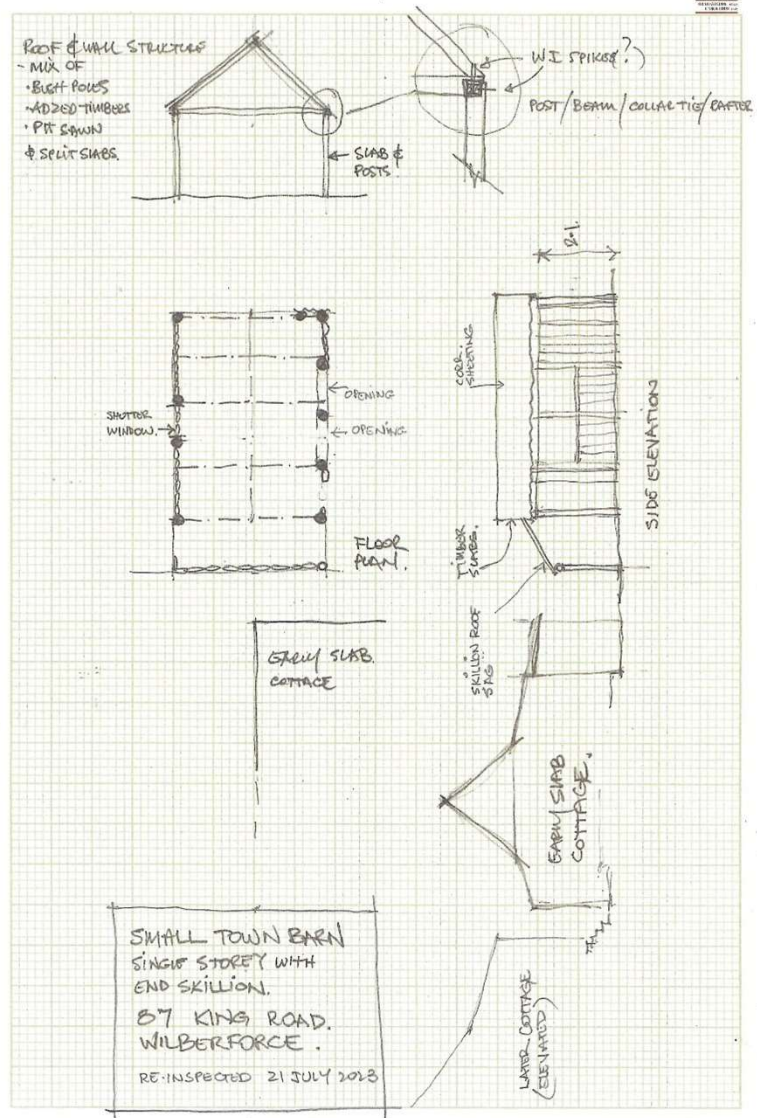 ROOF & WALL STRUCTURE
- MIX OF
• BUSH POLES
• ADZED TIMBERS
• PIT SAWN
& SPLIT SLABS.
SLAB &
POSTS.
W.I SPIKES (?)
POST/BEAM/COLLAR TIE/RAFTER
SHUTTER
WINDOW.
OPENING
OPENING
FLOOR
PLAN.
2.1
CORR.
SHEETING
SIDE ELEVATION
TIMBER
SLABS.
SKILLION ROOF
SAG
EARLY SLAB
COTTAGE
EARLY SLAB
COTTAGE.
LATER COTTAGE
(ELEVATED)
SMALL TOWN BARN
SINGLE STOREY WITH
END SKILLION.
87 KING ROAD.
WILBERFORCE.
RE-INSPECTED 21 JULY 2023